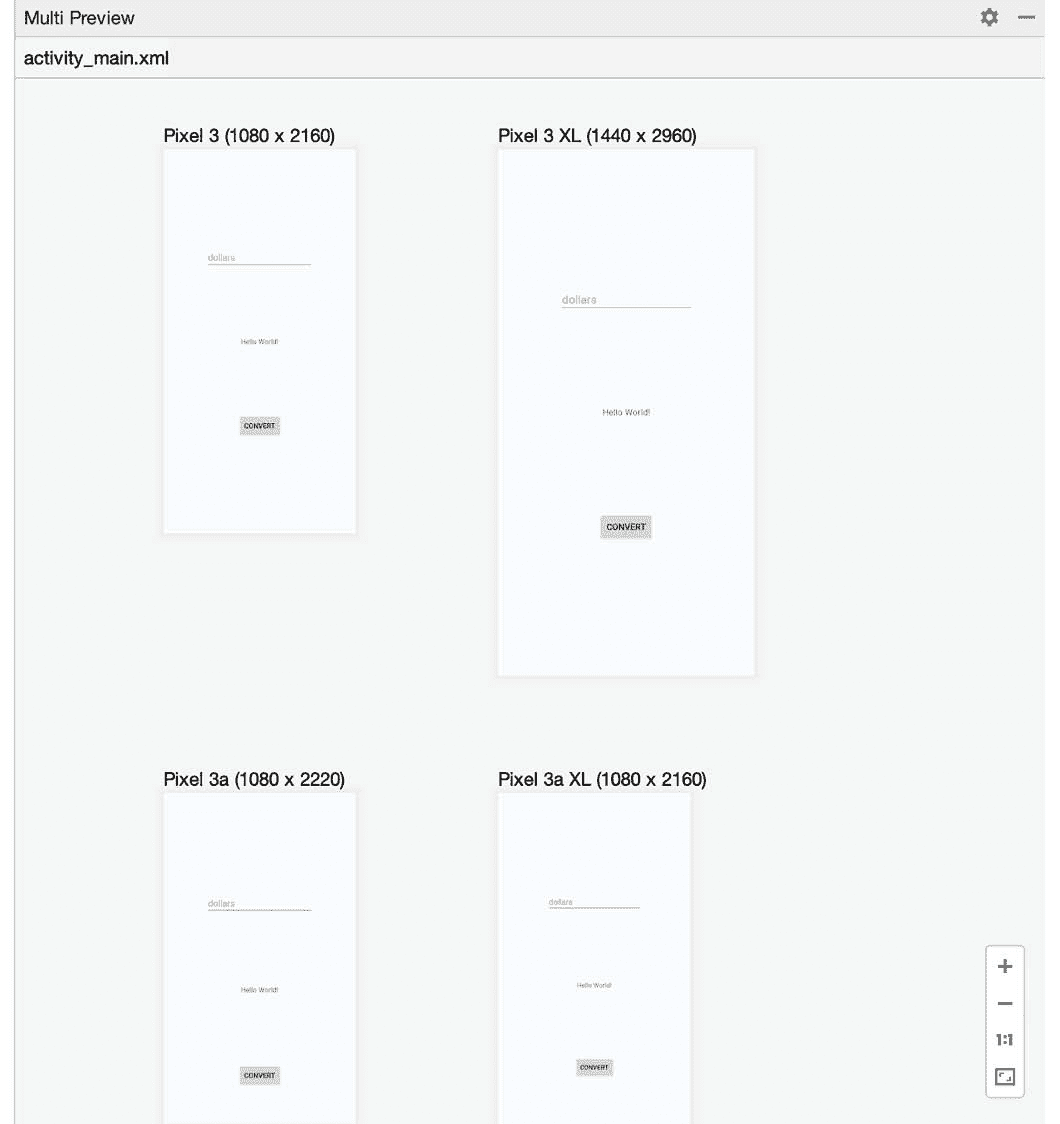 Multi Preview
activity_main.xml
Pixel 3 (1080 x 2160)
Pixel 3 XL (1440 x 2960)
dollars
Hello World!
CONVERT
dollars
Hello World!
CONVERT
Pixel 3a (1080 x 2220)
Pixel 3a XL (1080 x 2160)
dollars
Hello World!
CONVERT
dollars
Hello World!
CONVERT
1:1